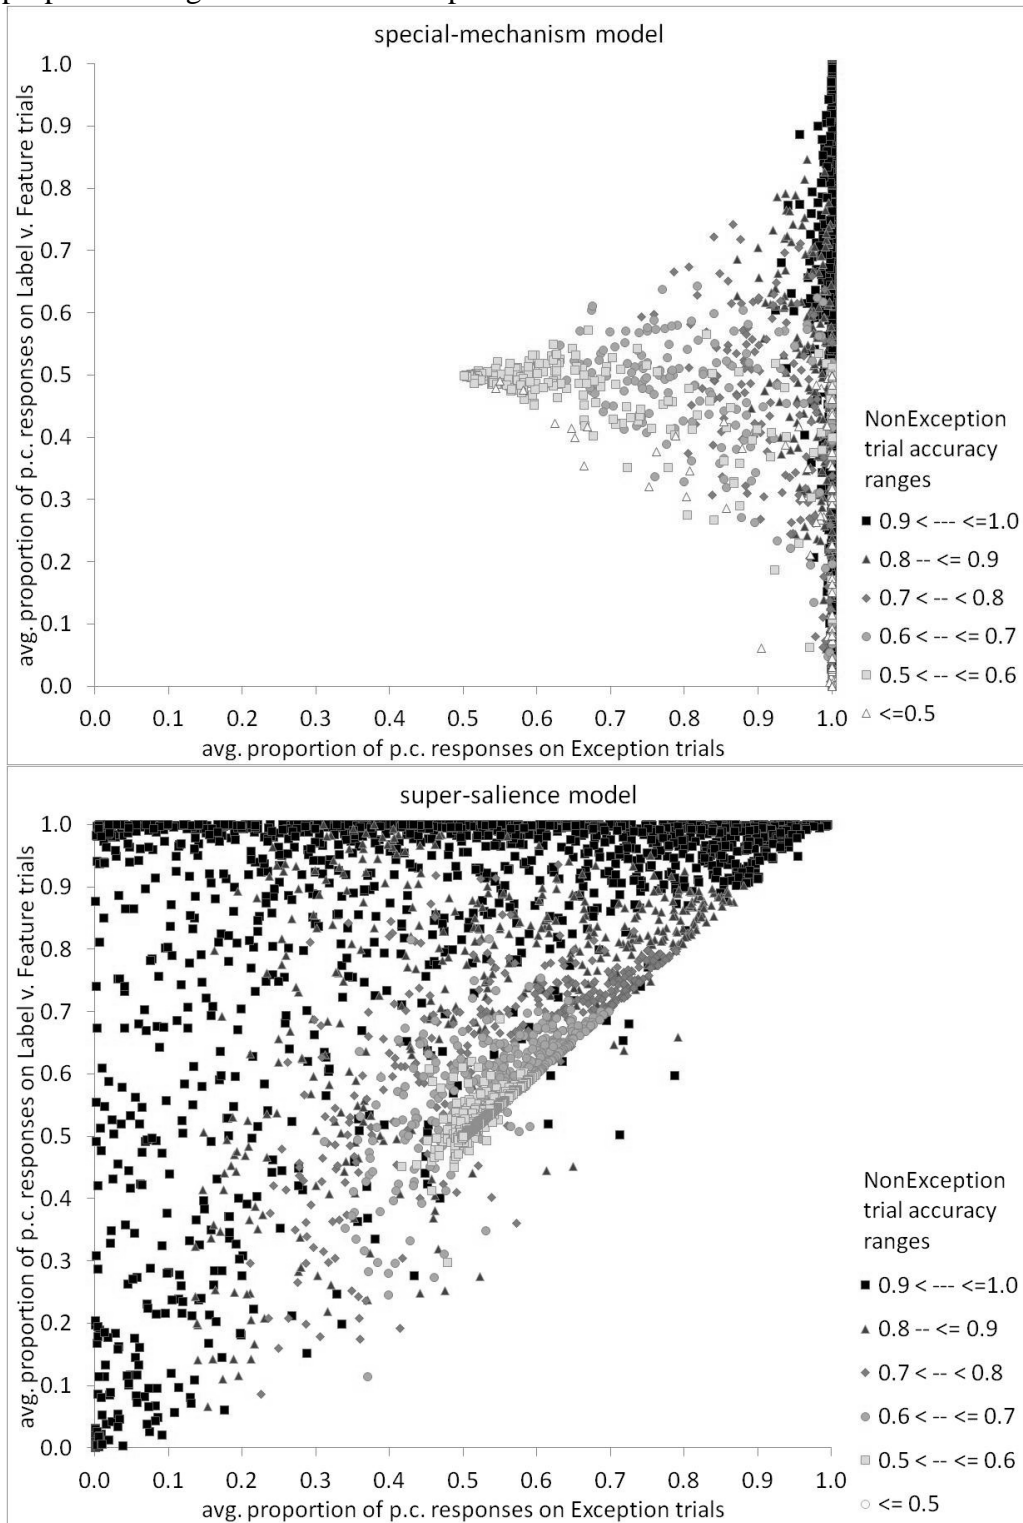 special-mechanism model
avg. proportion of p.c. responses on Label v. Feature trials
1.0
0.9
0.8
0.7
0.6
0.5
0.4
0.3
0.2
0.1
0.0
0.0 0.1 0.2 0.3 0.4 0.5 0.6 0.7 0.8 0.9 1.0
avg. proportion of p.c. responses on Exception trials
NonException
trial accuracy
ranges
0.9 < --- <=1.0
0.8 -- <= 0.9
0.7 < -- < 0.8
0.6 < -- <= 0.7
0.5 < -- <= 0.6
<=0.5
super-salience model
avg. proportion of p.c. responses on Label v. Feature trials
1.0
0.9
0.8
0.7
0.6
0.5
0.4
0.3
0.2
0.1
0.0
0.0 0.1 0.2 0.3 0.4 0.5 0.6 0.7 0.8 0.9 1.0
avg. proportion of p.c. responses on Exception trials
NonException
trial accuracy
ranges
0.9 < --- <=1.0
0.8 -- <= 0.9
0.7 < -- < 0.8
0.6 < -- <= 0.7
0.5 < -- <= 0.6
<= 0.5